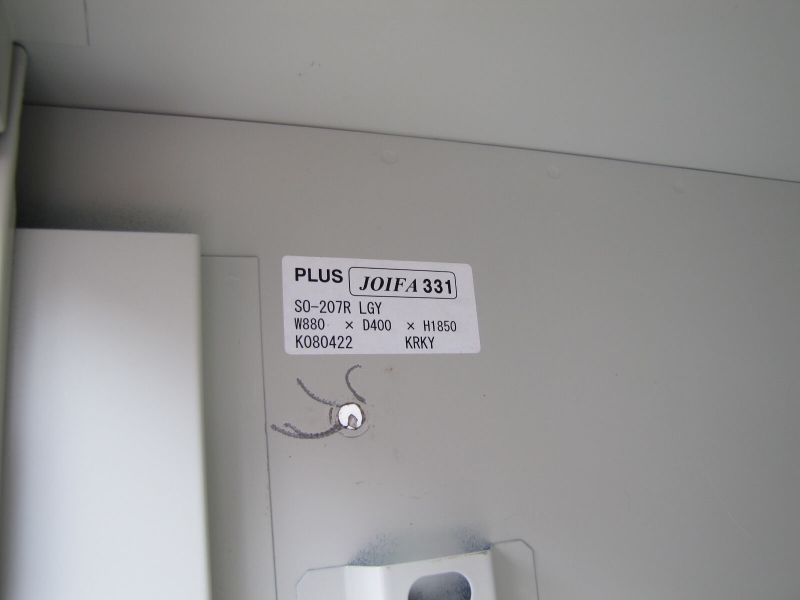 PLUS JOIFA 331
SO-207R LGY
W880 × D400 × H1850
K080422 KRKY